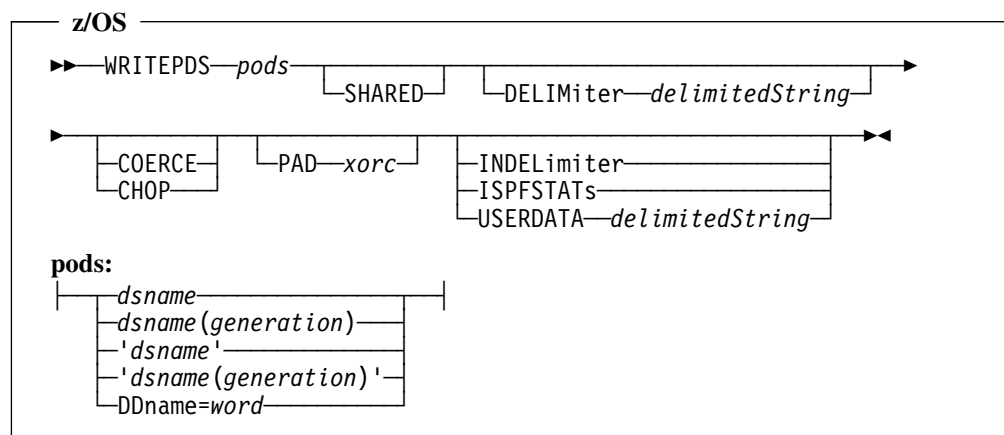 z/OS
WRITEPDS pods
SHARED DELIMiter delimitedString
COERCE PAD xorc INDELimiter
CHOP ISPFSTATs
USERDATA delimitedString
pods:
dsname
dsname(generation)
'dsname'
'dsname(generation)'
DDname=word